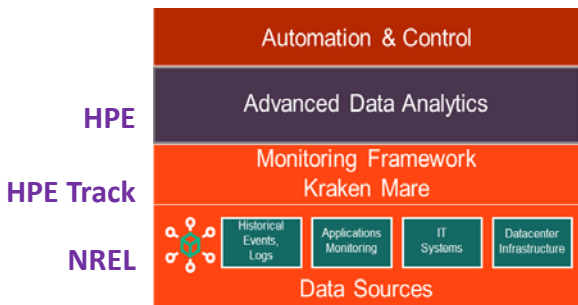 Automation & Control
HPE
Advanced Data Analytics
HPE Track
Monitoring Framework
Kraken Mare
NREL
Historical
Events,
Logs
Applications
Monitoring
IT
Systems
Datacenter
Infrastructure
Data Sources